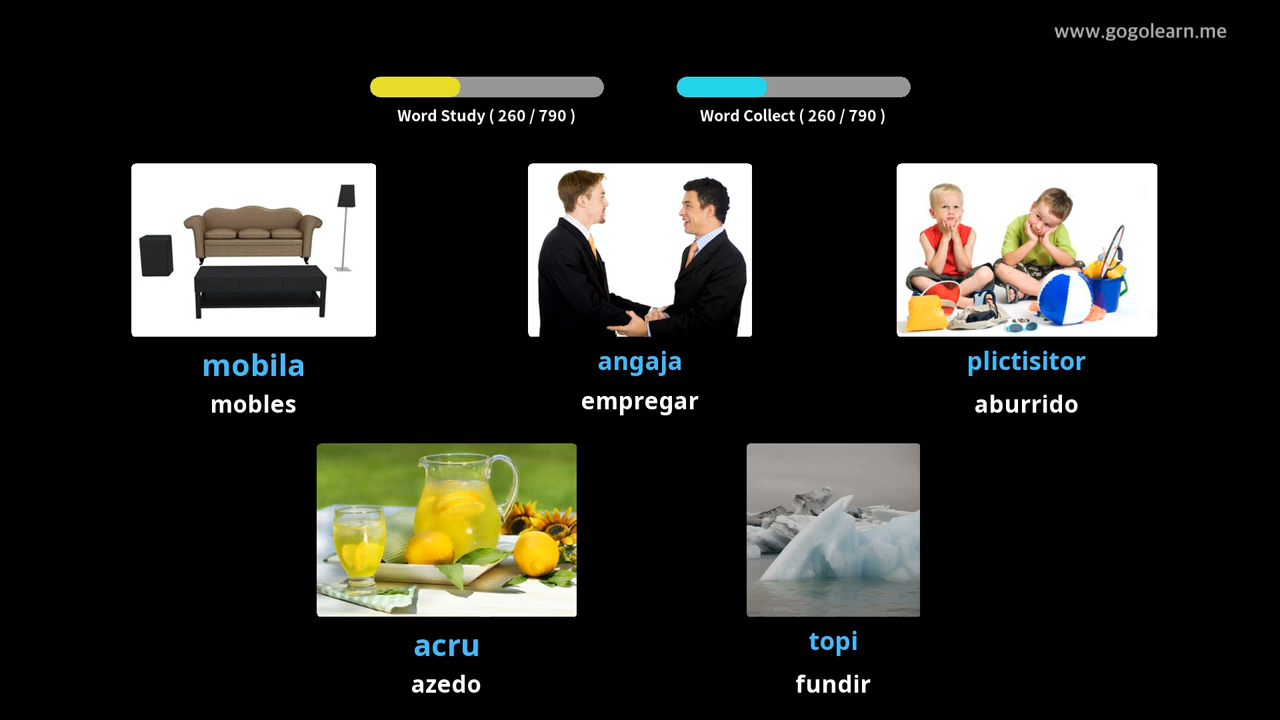 www.gogolearn.me
Word Study ( 260 / 790 )
Word Collect ( 260 / 790 )
mobila
mobles
angaja
empregar
plictisitor
aburrido
acru
azedo
topi
fundir